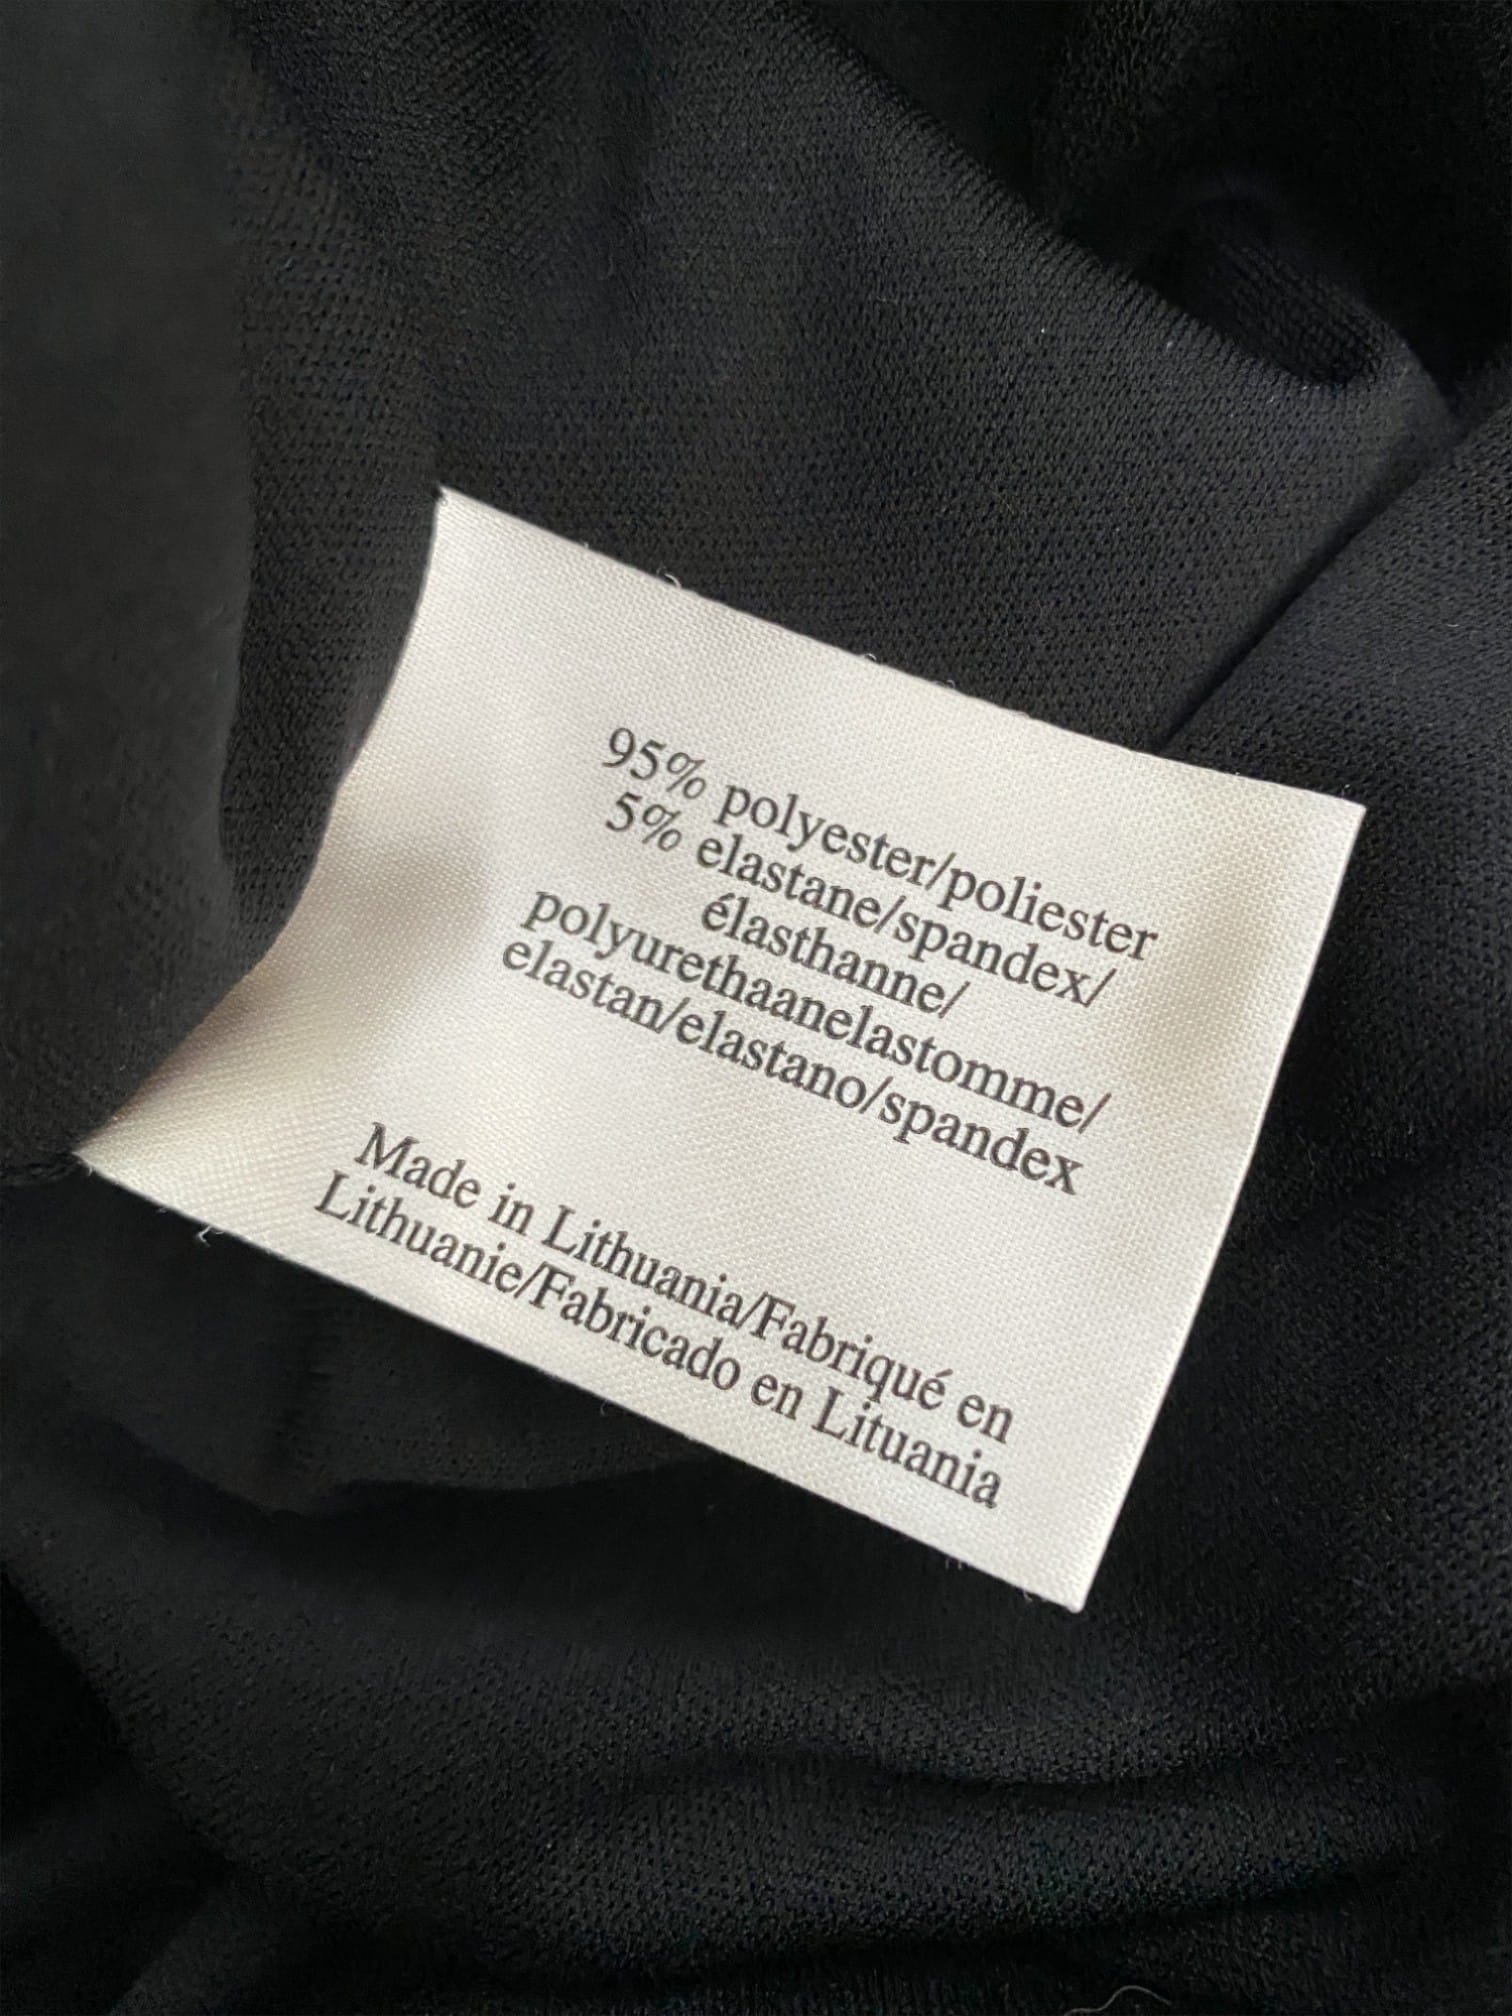 95% polyester/poliester
5% elastane/spandex/
élasthanne/
polyurethaanelastomme/
elastan/elastano/spandex
Made in Lithuania/Fabriqué en
Lithuanie/Fabricado en Lituania